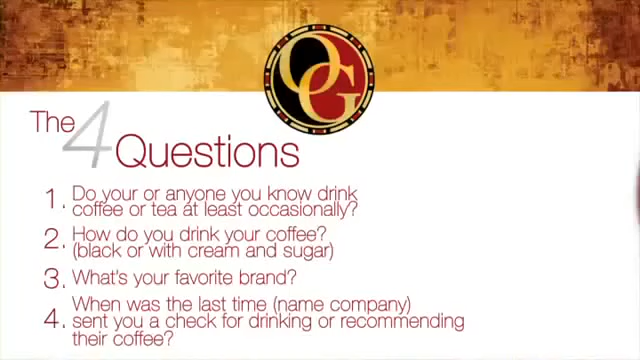 OG
The 4 Questions
1. Do your or anyone you know drink
coffee or tea at least occasionally?
2. How do you drink your coffee?
(black or with cream and sugar)
3. What's your favorite brand?
4. When was the last time (name company)
sent you a check for drinking or recommending
their coffee?